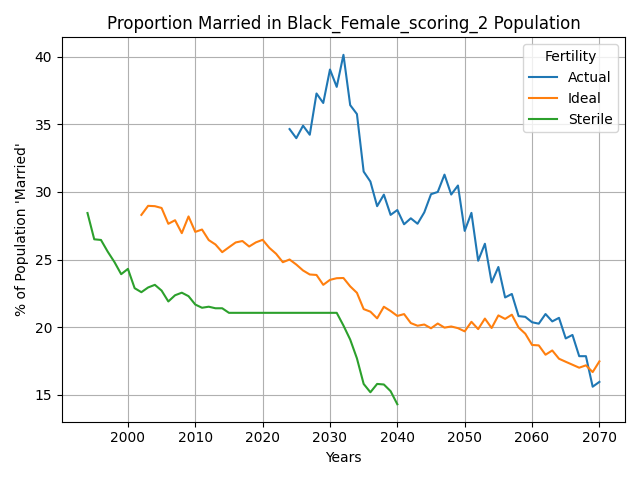 Proportion Married in Black_Female_scoring_2 Population
% of Population 'Married'
40
35
30
25
20
15
Fertility
Actual
Ideal
Sterile
2000 2010 2020 2030 2040 2050 2060 2070
Years